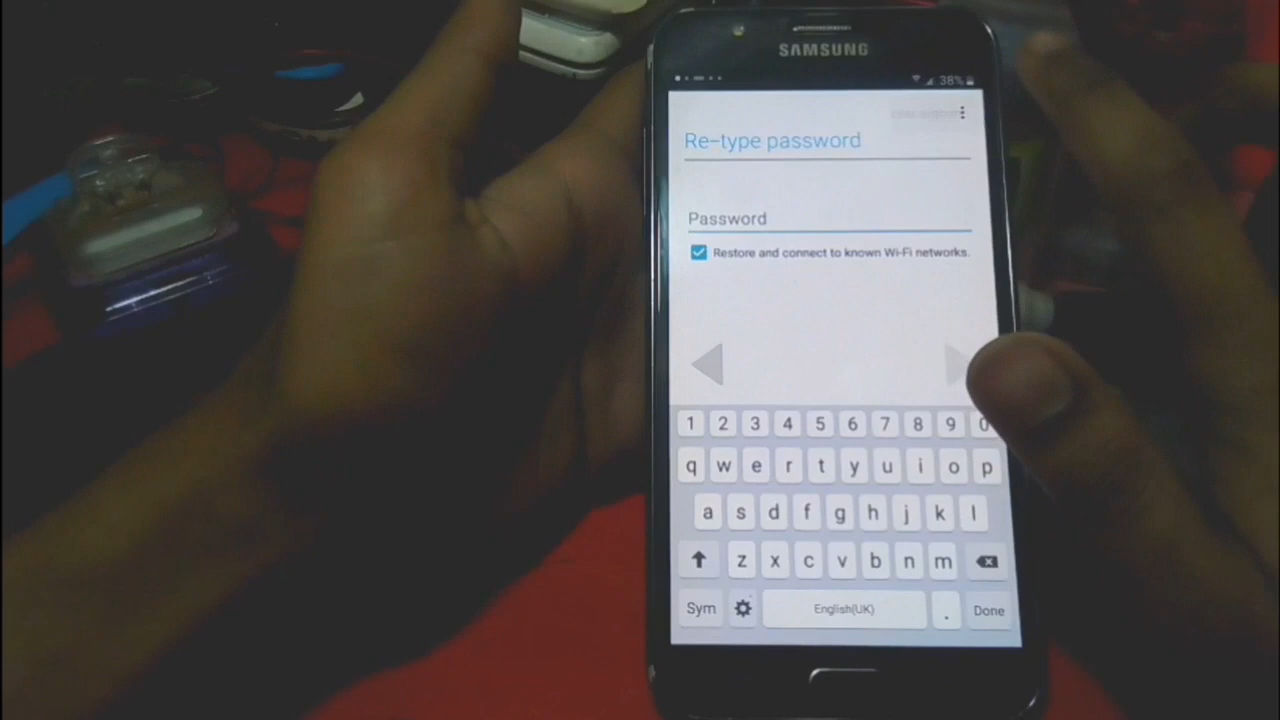 SAMSUNG
38%
Re-type password
Password
Restore and connect to known Wi-Fi networks.
1 2 3 4 5 6 7 8 9 0
q w e r t y u i o p
a s d f g h j k l
z x c v b n m
Sym English(UK) . Done